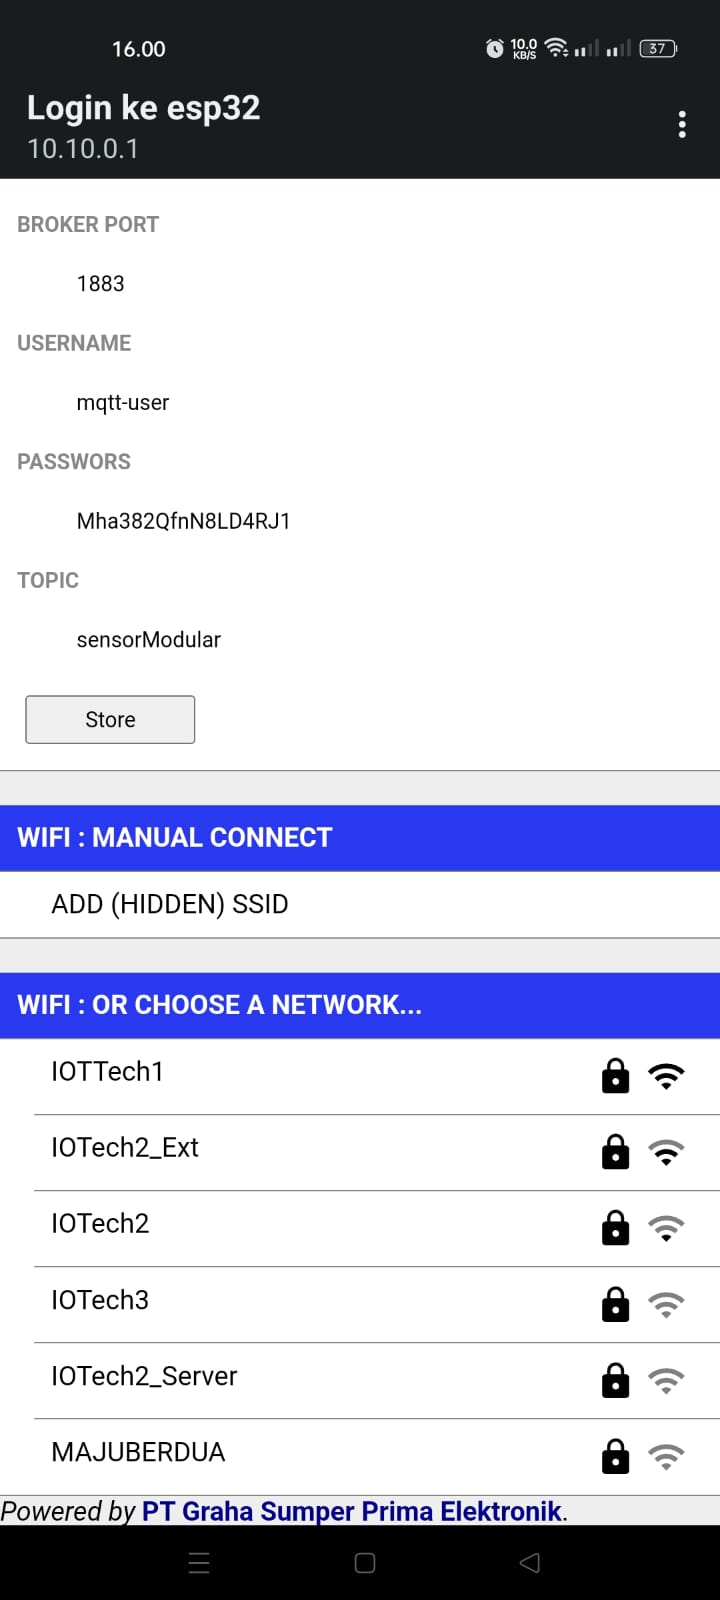 16.00
10.0
KB/S
37
Login ke esp32
10.10.0.1
BROKER PORT
1883
USERNAME
mqtt-user
PASSWORS
Mha382QfnN8LD4RJ1
TOPIC
sensorModular
Store
WIFI : MANUAL CONNECT
ADD (HIDDEN) SSID
WIFI : OR CHOOSE A NETWORK...
IOTTech1
IOTech2_Ext
IOTech2
IOTech3
IOTech2_Server
MAJUBERDUA
Powered by PT Graha Sumper Prima Elektronik.